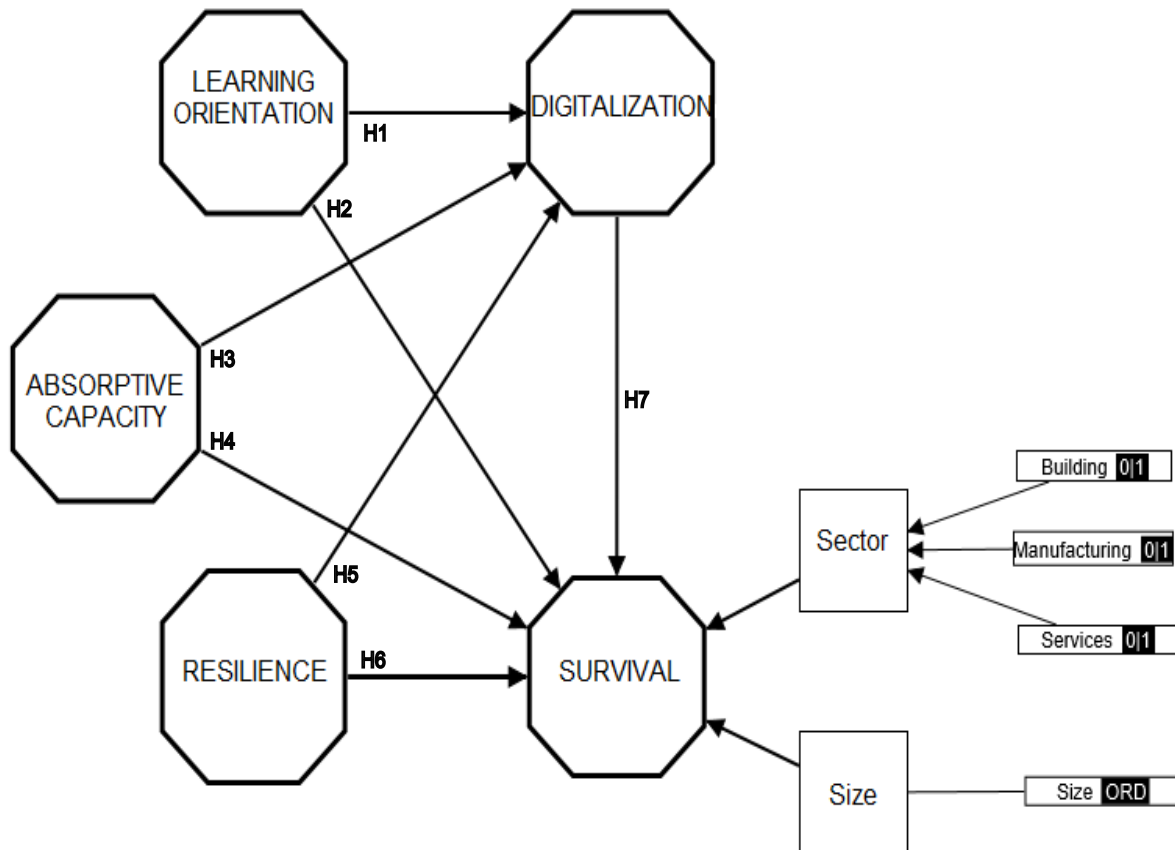 LEARNING
ORIENTATION
DIGITALIZATION
H1
H2
H3
ABSORPTIVE
CAPACITY
H4
H7
H5
RESILIENCE
H6
SURVIVAL
Sector
Building 0|1
Manufacturing 0|1
Services 0|1
Size
Size ORD